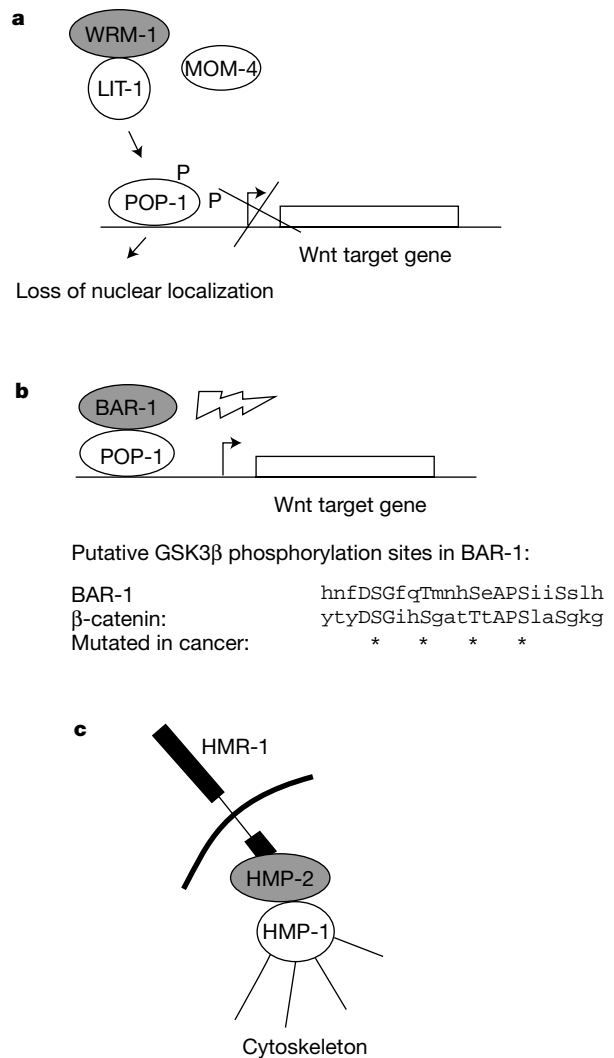 a
WRM-1
LIT-1
MOM-4
P
POP-1 P
Wnt target gene
Loss of nuclear localization
b
BAR-1
POP-1
Wnt target gene
Putative GSK3β phosphorylation sites in BAR-1:
BAR-1 hnfDSGfqTmnhSeAPSiiSslh
β-catenin: ytyDSGihSgatTtAPSlaSgkg
Mutated in cancer: * * * *
c
HMR-1
HMP-2
HMP-1
Cytoskeleton